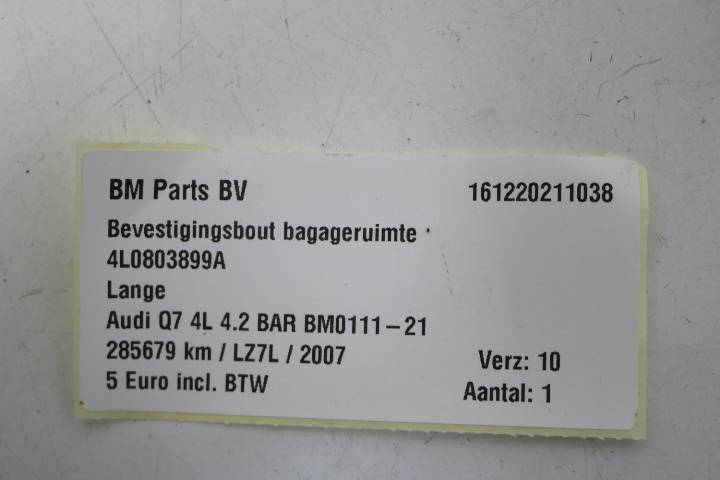 BM Parts BV 161220211038
Bevestigingsbout bagageruimte
4L0803899A
Lange
Audi Q7 4L 4.2 BAR BM0111-21
285679 km / LZ7L / 2007 Verz: 10
5 Euro incl. BTW Aantal: 1